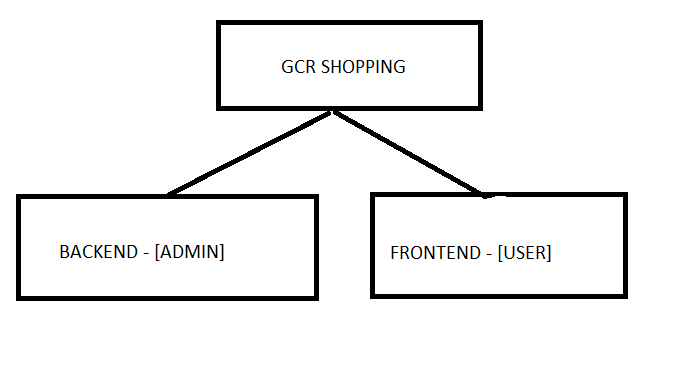 GCR SHOPPING
BACKEND - [ADMIN]
FRONTEND - [USER]